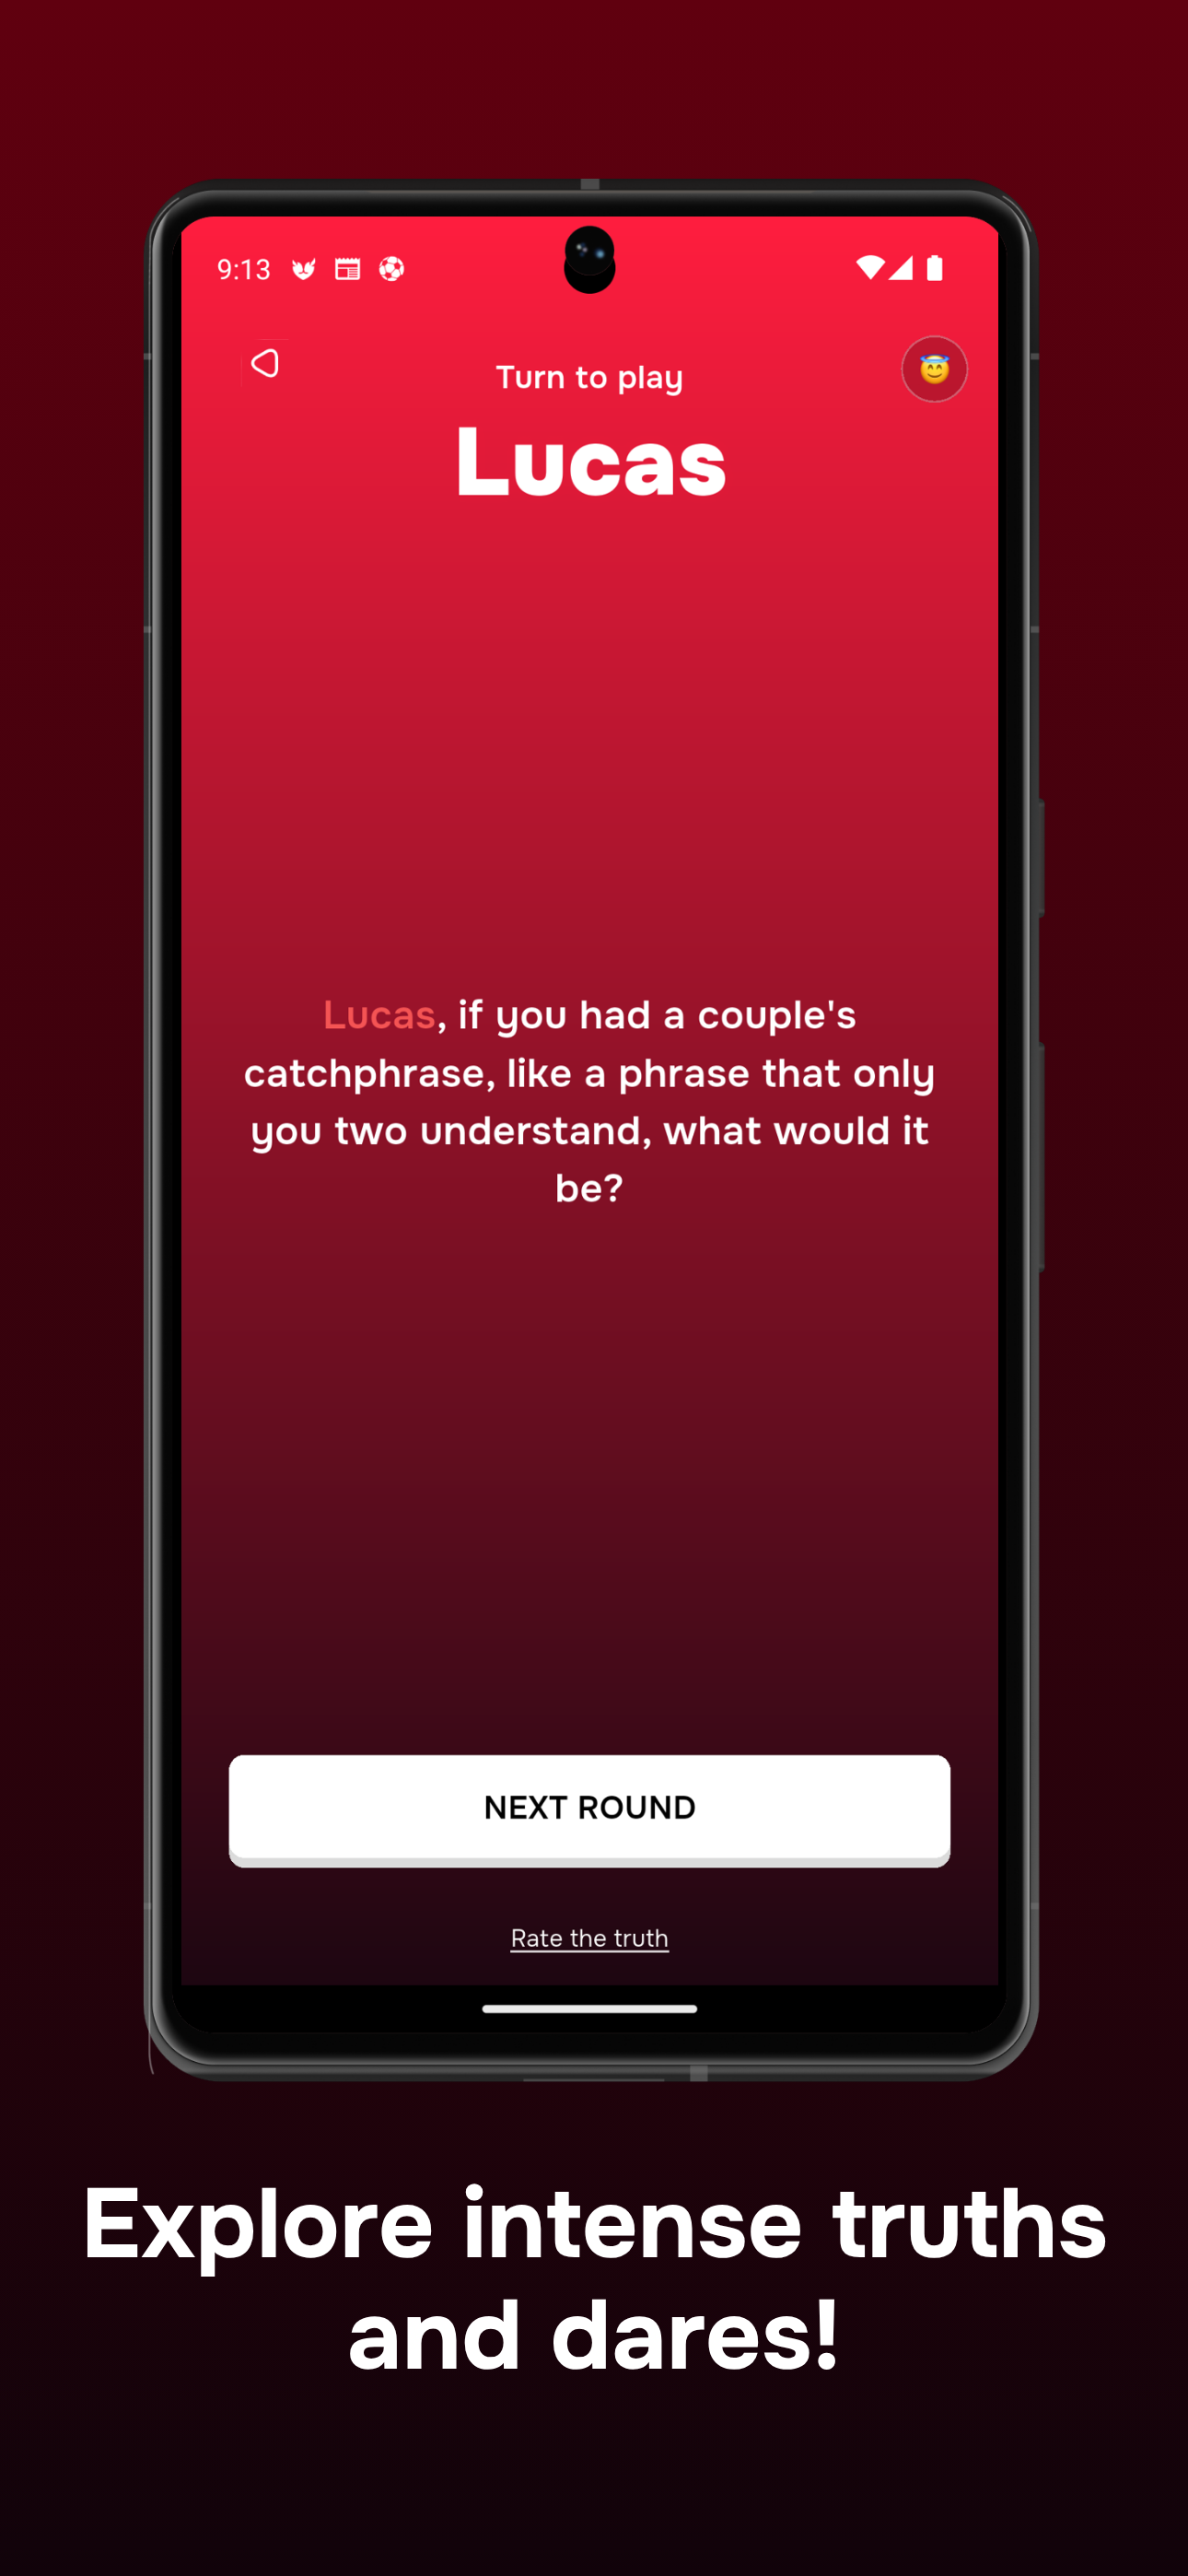 9:13
Turn to play
Lucas
Lucas, if you had a couple's
catchphrase, like a phrase that only
you two understand, what would it
be?
NEXT ROUND
Rate the truth
Explore intense truths
and dares!